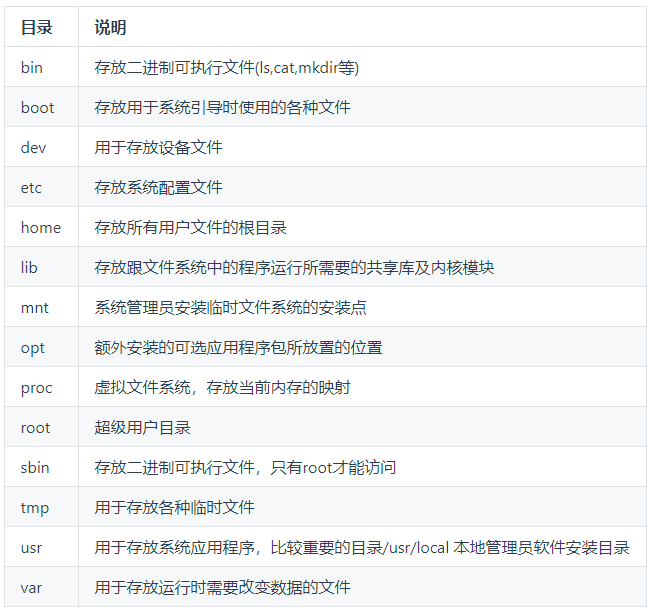 目录 说明
bin 存放二进制可执行文件(ls,cat,mkdir等)
boot 存放用于系统引导时使用的各种文件
dev 用于存放设备文件
etc 存放系统配置文件
home 存放所有用户文件的根目录
lib 存放跟文件系统中的程序运行所需要的共享库及内核模块
mnt 系统管理员安装临时文件系统的安装点
opt 额外安装的可选应用程序包所放置的位置
proc 虚拟文件系统，存放当前内存的映射
root 超级用户目录
sbin 存放二进制可执行文件，只有root才能访问
tmp 用于存放各种临时文件
usr 用于存放系统应用程序，比较重要的目录/usr/local 本地管理员软件安装目录
var 用于存放运行时需要改变数据的文件